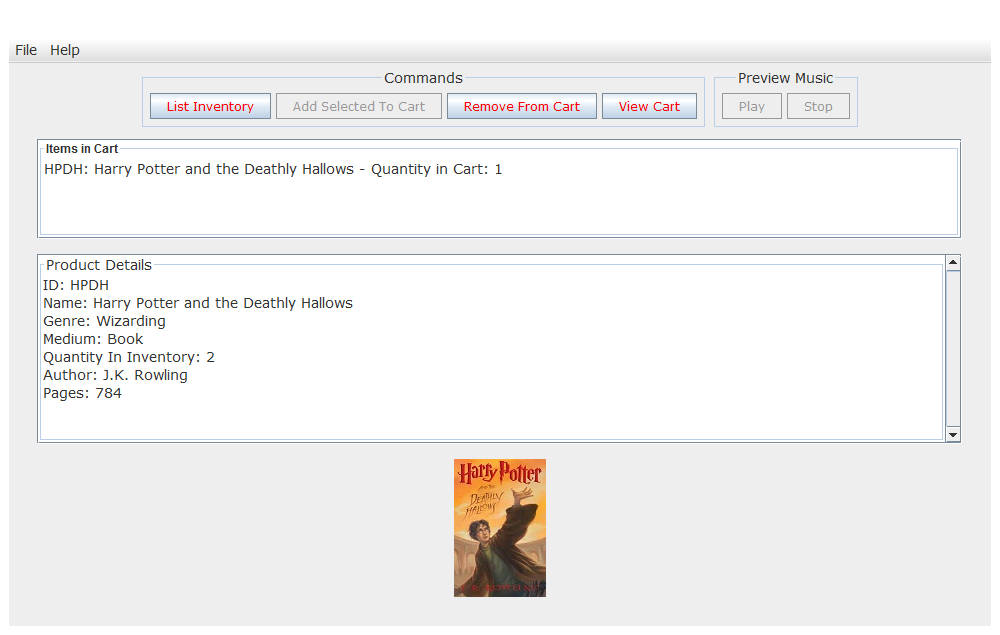 File Help
Commands
Preview Music
List Inventory Add Selected To Cart Remove From Cart View Cart Play Stop
Items in Cart
HPDH: Harry Potter and the Deathly Hallows - Quantity in Cart: 1
Product Details
ID: HPDH
Name: Harry Potter and the Deathly Hallows
Genre: Wizarding
Medium: Book
Quantity In Inventory: 2
Author: J.K. Rowling
Pages: 784
Harry Potter
AND THE
DEATHLY
HALLOWS